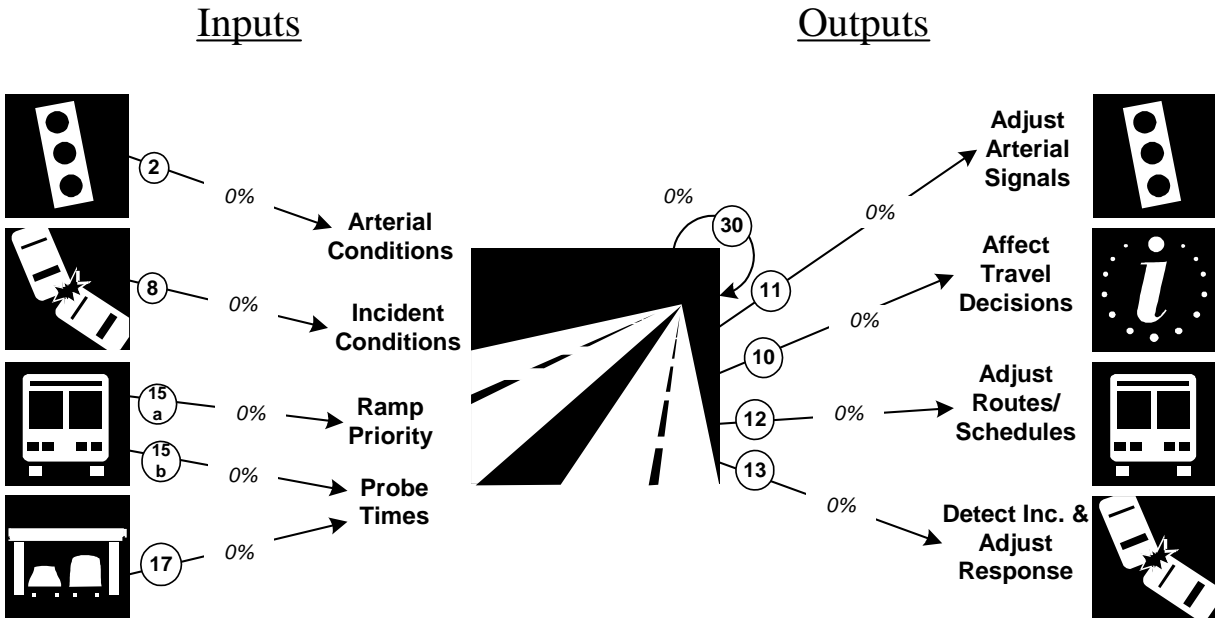 Inputs
Outputs
2
0%
Arterial
Conditions
8
0%
Incident
Conditions
15
a
0%
Ramp
Priority
15
b
0%
Probe
Times
17
0%
0%
30
11
0%
Adjust
Arterial
Signals
10
0%
Affect
Travel
Decisions
i
12
0%
Adjust
Routes/
Schedules
13
0%
Detect Inc. &
Adjust
Response